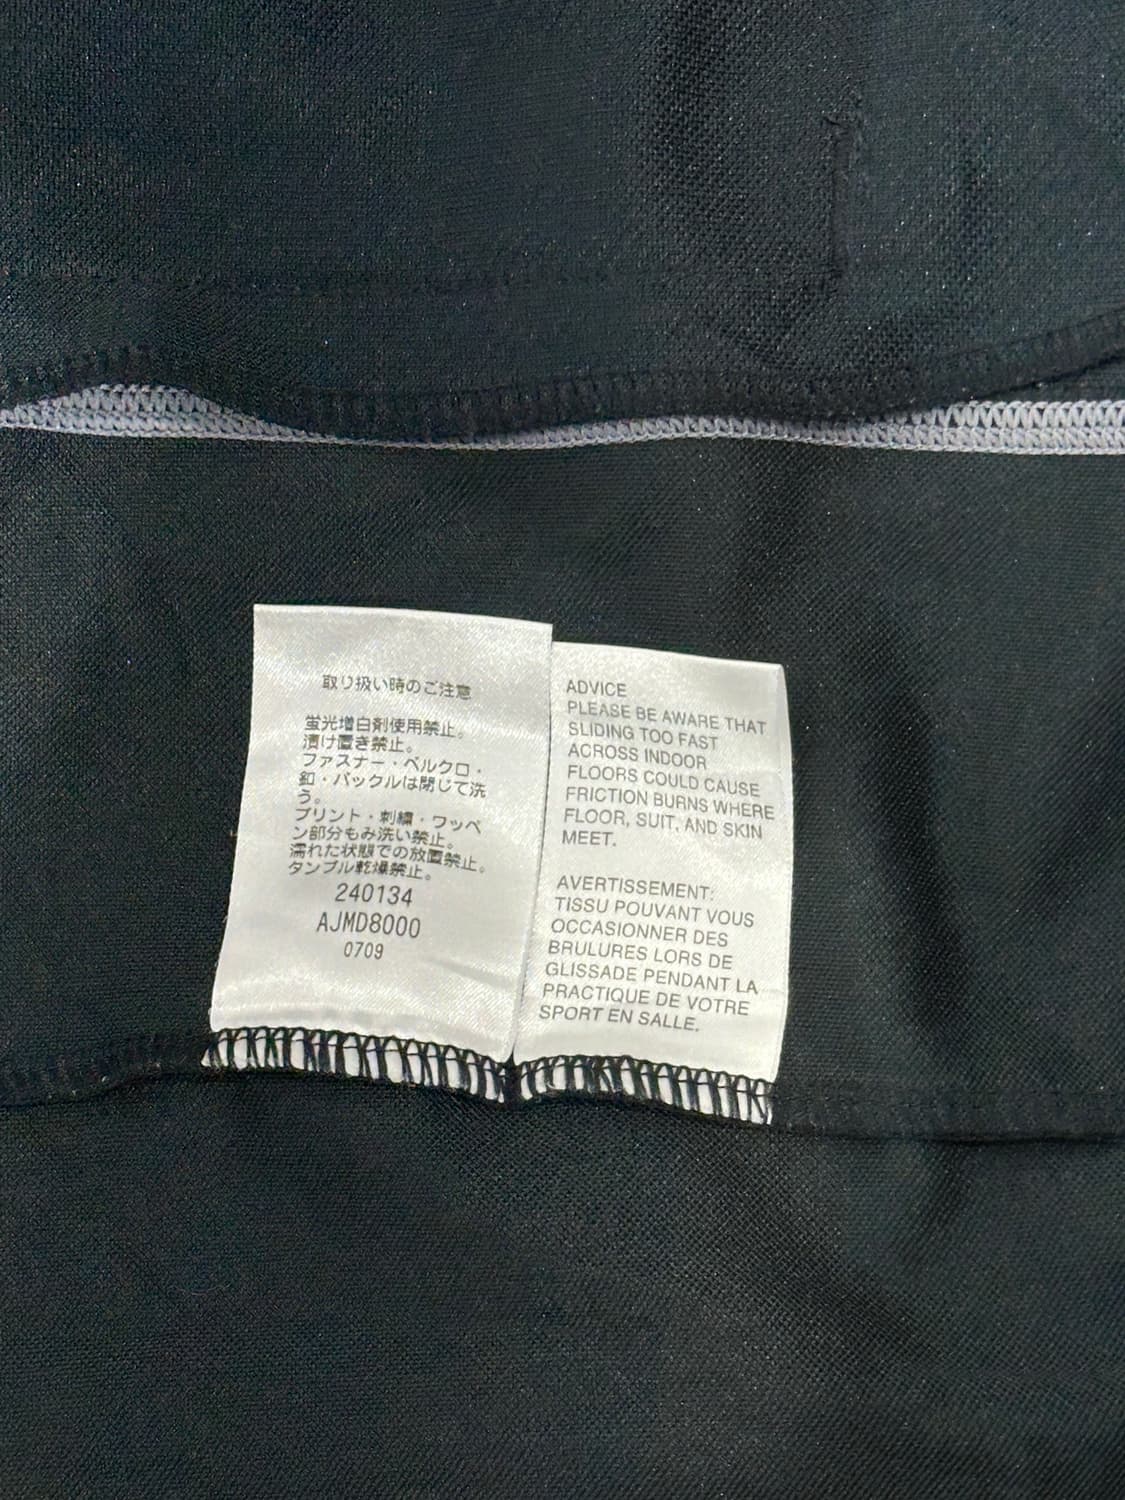 取り扱い時のご注意
蛍光増白剤使用禁止。
漬け置き禁止。
ファスナー・ベルクロ・
釦・バックルは閉じて洗
う。
プリント・刺繍・ワッペ
ン部分もみ洗い禁止。
濡れた状態での放置禁止。
タンブル乾燥禁止。
240134
AJMD8000
0709
ADVICE
PLEASE BE AWARE THAT
SLIDING TOO FAST
ACROSS INDOOR
FLOORS COULD CAUSE
FRICTION BURNS WHERE
FLOOR, SUIT, AND SKIN
MEET.
AVERTISSEMENT:
TISSU POUVANT VOUS
OCCASIONNER DES
BRULURES LORS DE
GLISSADE PENDANT LA
PRACTIQUE DE VOTRE
SPORT EN SALLE.